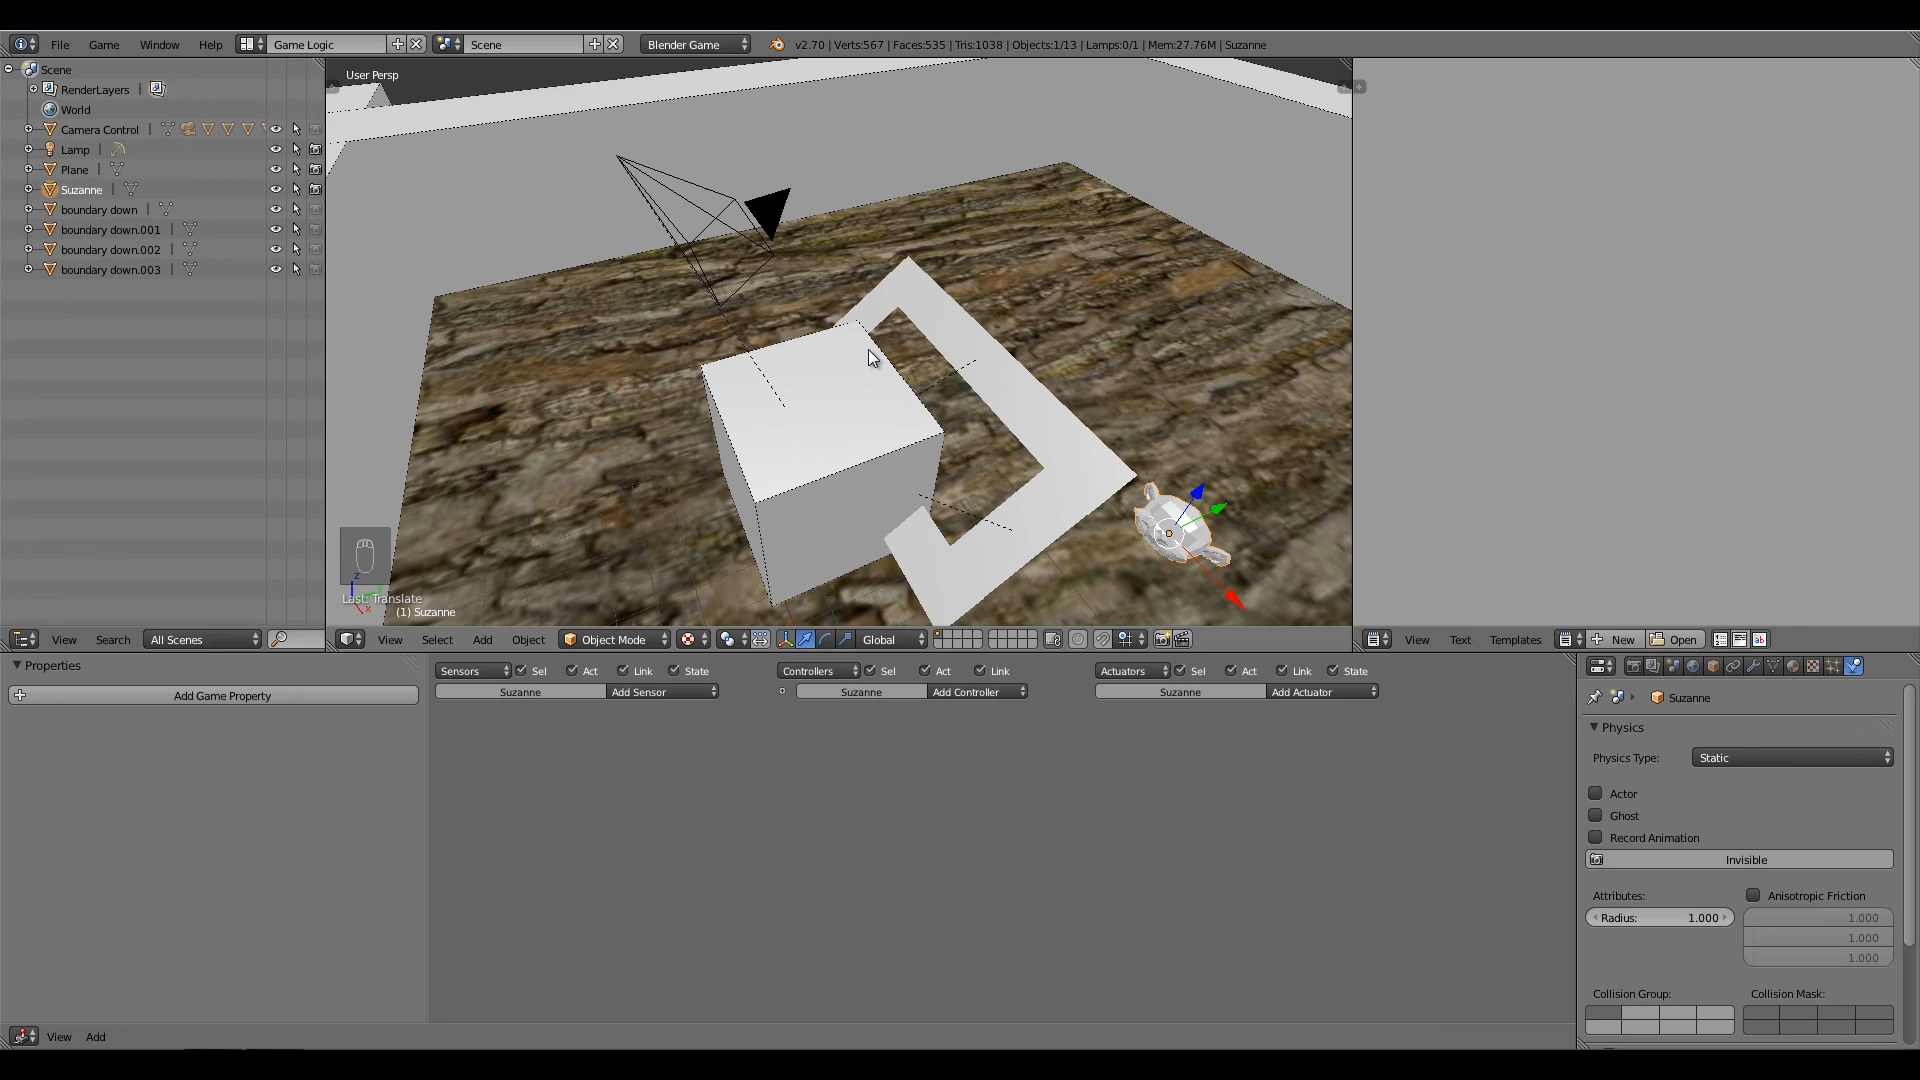 File Game Window Help Game Logic Scene Blender Game v2.70 | Verts:567 | Faces:535 | Tris:1038 | Objects:1/13 | Lamps:0/1 | Mem:27.76M | Suzanne
Scene
RenderLayers |
World
Camera Control |
Lamp |
Plane |
Suzanne |
boundary down |
boundary down.001 |
boundary down.002 |
boundary down.003 |
User Persp
z
x
Last: Translate
(1) Suzanne
View Search All Scenes
View Select Add Object Object Mode Global
View Text Templates New Open
Properties
Add Game Property
Sensors Sel Act Link State Controllers Sel Act Link Actuators Sel Act Link State
Suzanne Add Sensor Suzanne Add Controller Suzanne Add Actuator
Suzanne
Physics
Physics Type: Static
Actor
Ghost
Record Animation
Invisible
Attributes: Anisotropic Friction
Radius: 1.000 1.000
1.000
1.000
Collision Group: Collision Mask:
View Add